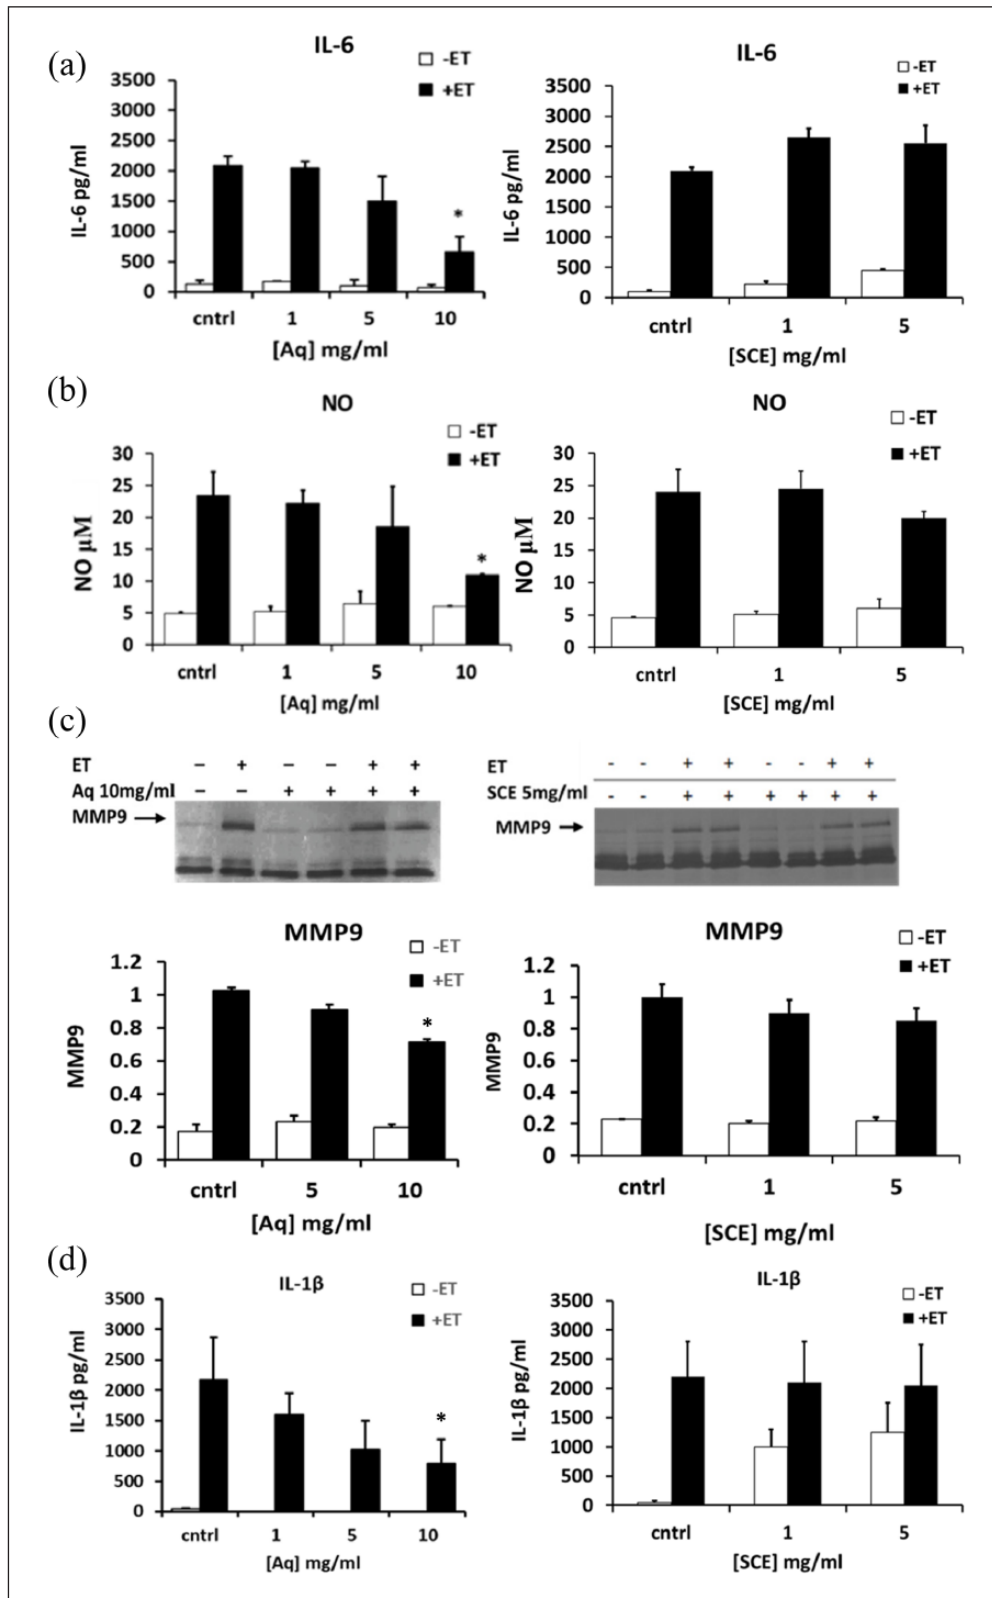 (a)
IL-6
-ET
+ET
3500
3000
2500
2000
1500
1000
500
0
IL-6 pg/ml
*
cntrl 1 5 10
[Aq] mg/ml
IL-6
-ET
+ET
3500
3000
2500
2000
1500
1000
500
0
IL-6 pg/ml
cntrl 1 5
[SCE] mg/ml
(b)
NO
-ET
+ET
30
25
20
15
10
5
0
NO µM
*
cntrl 1 5 10
[Aq] mg/ml
NO
-ET
+ET
30
25
20
15
10
5
0
NO µM
cntrl 1 5
[SCE] mg/ml
(c)
ET – + – – + +
Aq 10mg/ml – – + + + +
MMP9
ET - - + + - - + +
SCE 5mg/ml - - + + + + + +
MMP9
MMP9
-ET
+ET
1.2
1
0.8
0.6
0.4
0.2
0
MMP9
*
cntrl 5 10
[Aq] mg/ml
MMP9
-ET
+ET
1.2
1
0.8
0.6
0.4
0.2
0
MMP9
cntrl 1 5
[SCE] mg/ml
(d)
IL-1β
-ET
+ET
3500
3000
2500
2000
1500
1000
500
0
IL-1β pg/ml
*
cntrl 1 5 10
[Aq] mg/ml
IL-1β
-ET
+ET
3500
3000
2500
2000
1500
1000
500
0
IL-1β pg/ml
cntrl 1 5
[SCE] mg/ml